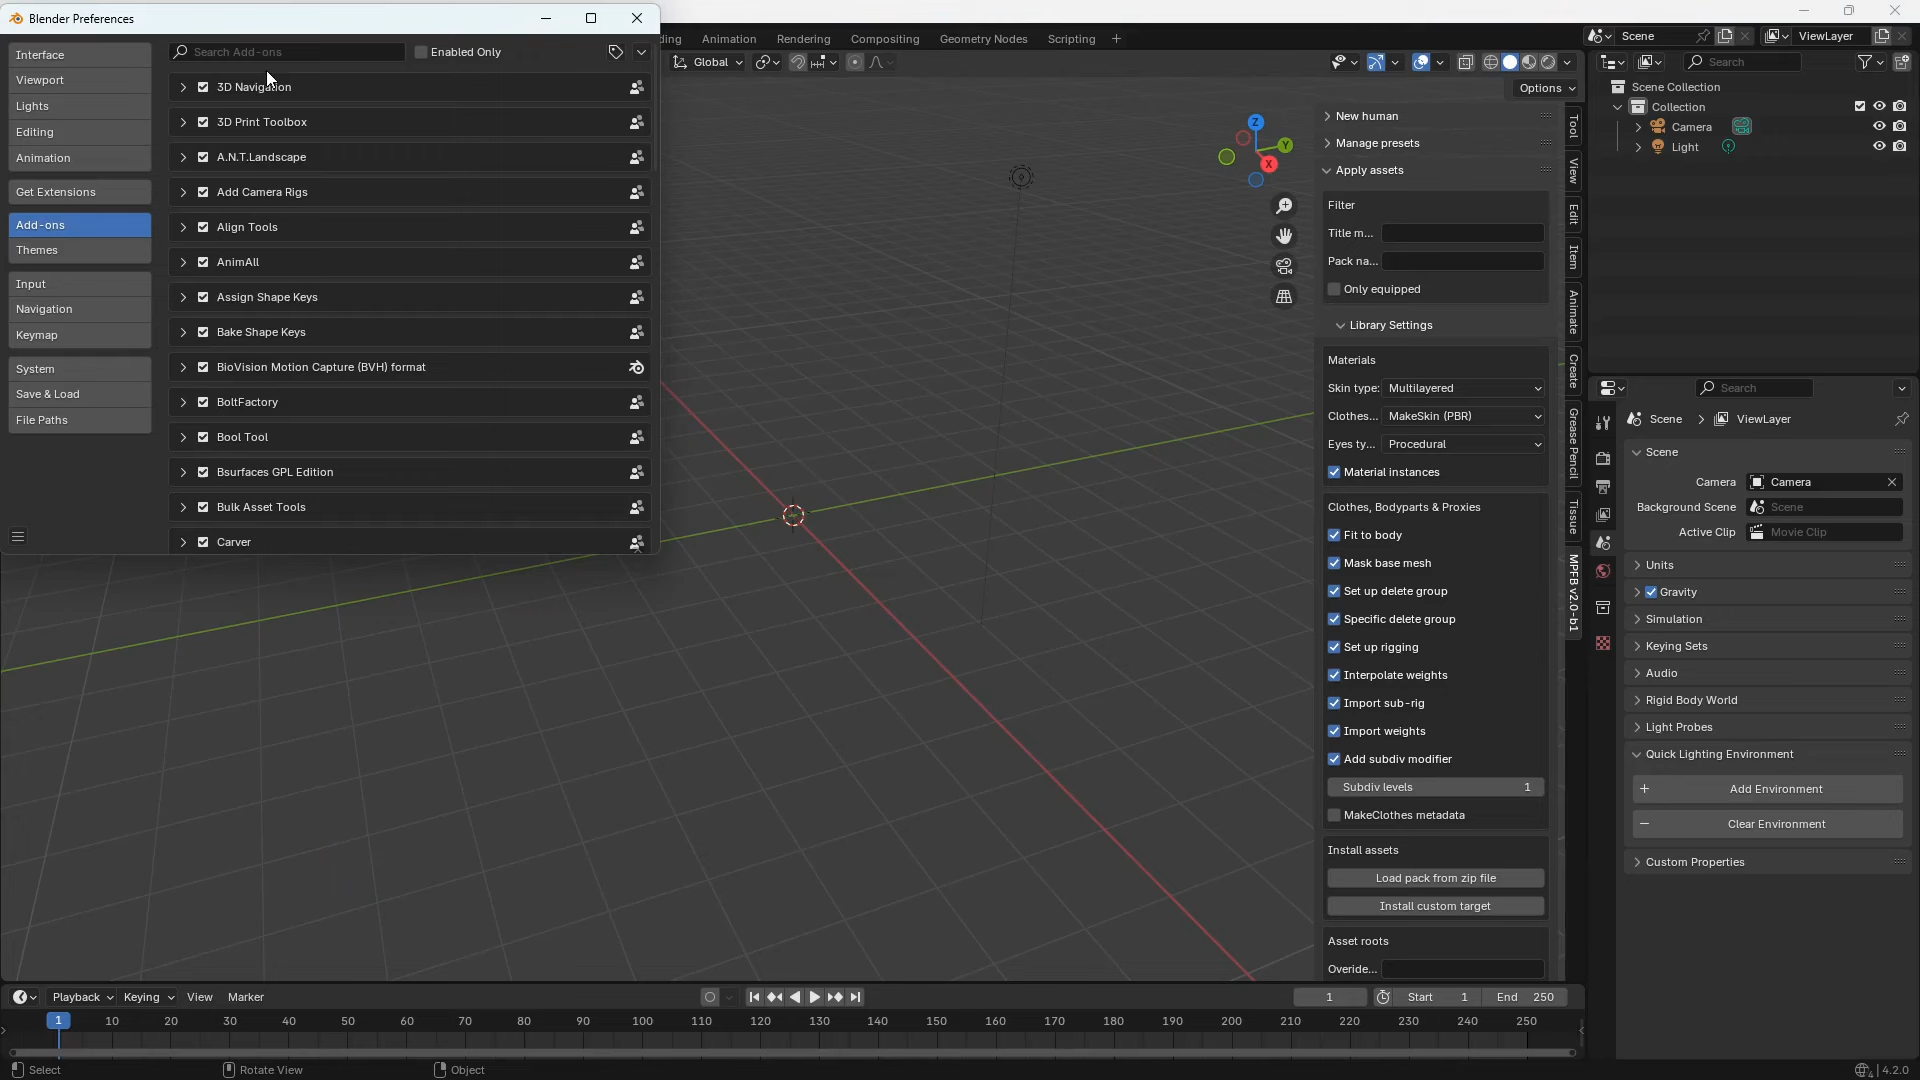 Blender Preferences
Interface
Viewport
Lights
Editing
Animation
Get Extensions
Add-ons
Themes
Input
Navigation
Keymap
System
Save & Load
File Paths
Search Add-ons
Enabled Only
3D Navigation
3D Print Toolbox
A.N.T.Landscape
Add Camera Rigs
Align Tools
AnimAll
Assign Shape Keys
Bake Shape Keys
BioVision Motion Capture (BVH) format
BoltFactory
Bool Tool
Bsurfaces GPL Edition
Bulk Asset Tools
Carver
ding Animation Rendering Compositing Geometry Nodes Scripting +
Global
Options
Z
Y
X
New human
Manage presets
Apply assets
Filter
Title m...
Pack na...
Only equipped
Library Settings
Materials
Skin type: Multilayered
Clothes... MakeSkin (PBR)
Eyes ty... Procedural
Material instances
Clothes, Bodyparts & Proxies
Fit to body
Mask base mesh
Set up delete group
Specific delete group
Set up rigging
Interpolate weights
Import sub-rig
Import weights
Add subdiv modifier
Subdiv levels 1
MakeClothes metadata
Install assets
Load pack from zip file
Install custom target
Asset roots
Overide...
Tool
View
Edit
Item
Animate
Create
Grease Pencil
Tissue
MPFB v2.0-b1
Scene
ViewLayer
Search
Scene Collection
Collection
Camera
Light
Search
Scene > ViewLayer
Scene
Camera Camera
Background Scene Scene
Active Clip Movie Clip
Units
Gravity
Simulation
Keying Sets
Audio
Rigid Body World
Light Probes
Quick Lighting Environment
Add Environment
Clear Environment
Custom Properties
Playback Keying View Marker
1 Start 1 End 250
1 10 20 30 40 50 60 70 80 90 100 110 120 130 140 150 160 170 180 190 200 210 220 230 240 250
Select Rotate View Object
4.2.0